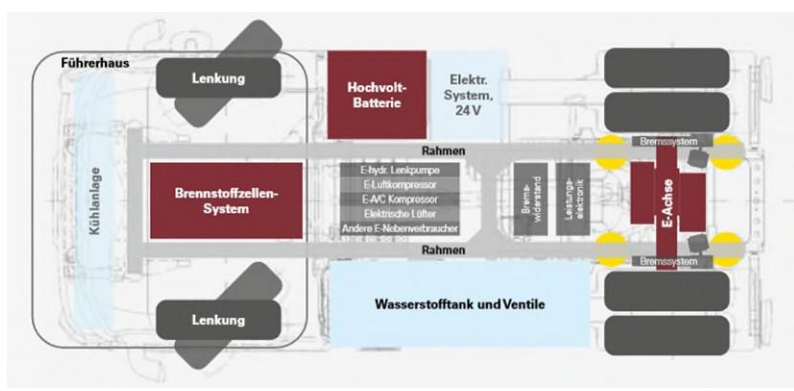 Führerhaus
Lenkung
Hochvolt-
Batterie
Elektr.
System,
24 V
Bremssystem
Rahmen
Kühlanlage
Brennstoffzellen-
System
E-hydr. Lenkpumpe
E-Luftkompressor
E-A/C Kompressor
Elektrische Lüfter
Andere E-Nebenverbraucher
Brems-
widerstand
Leistungs-
elektronik
E-Achse
Rahmen
Bremssystem
Lenkung
Wasserstofftank und Ventile